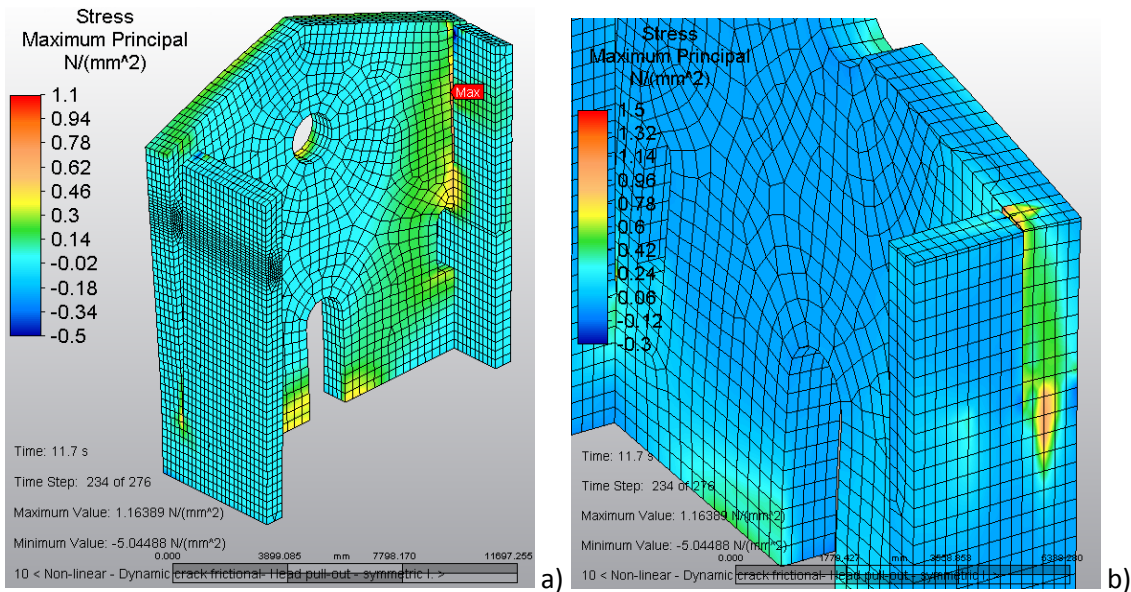 Stress
Maximum Principal
N/(mm^2)
1.1
0.94
0.78
0.62
0.46
0.3
0.14
-0.02
-0.18
-0.34
-0.5
Max
Time: 11.7 s
Time Step: 234 of 276
Maximum Value: 1.16389 N/(mm^2)
Minimum Value: -5.04488 N/(mm^2)
0.000 3899.085 mm 7798.170 11697.255
10 < Non-linear - Dynamic crack frictional- Head pull-out - symmetric I. >
a)
Stress
Maximum Principal
N/(mm^2)
1.5
1.32
1.14
0.96
0.78
0.6
0.42
0.24
0.06
-0.12
-0.3
Time: 11.7 s
Time Step: 234 of 276
Maximum Value: 1.16389 N/(mm^2)
Minimum Value: -5.04488 N/(mm^2)
0.000 mm
10 < Non-linear - Dynamic crack frictional- Head pull-out - symmetric I. >
b)